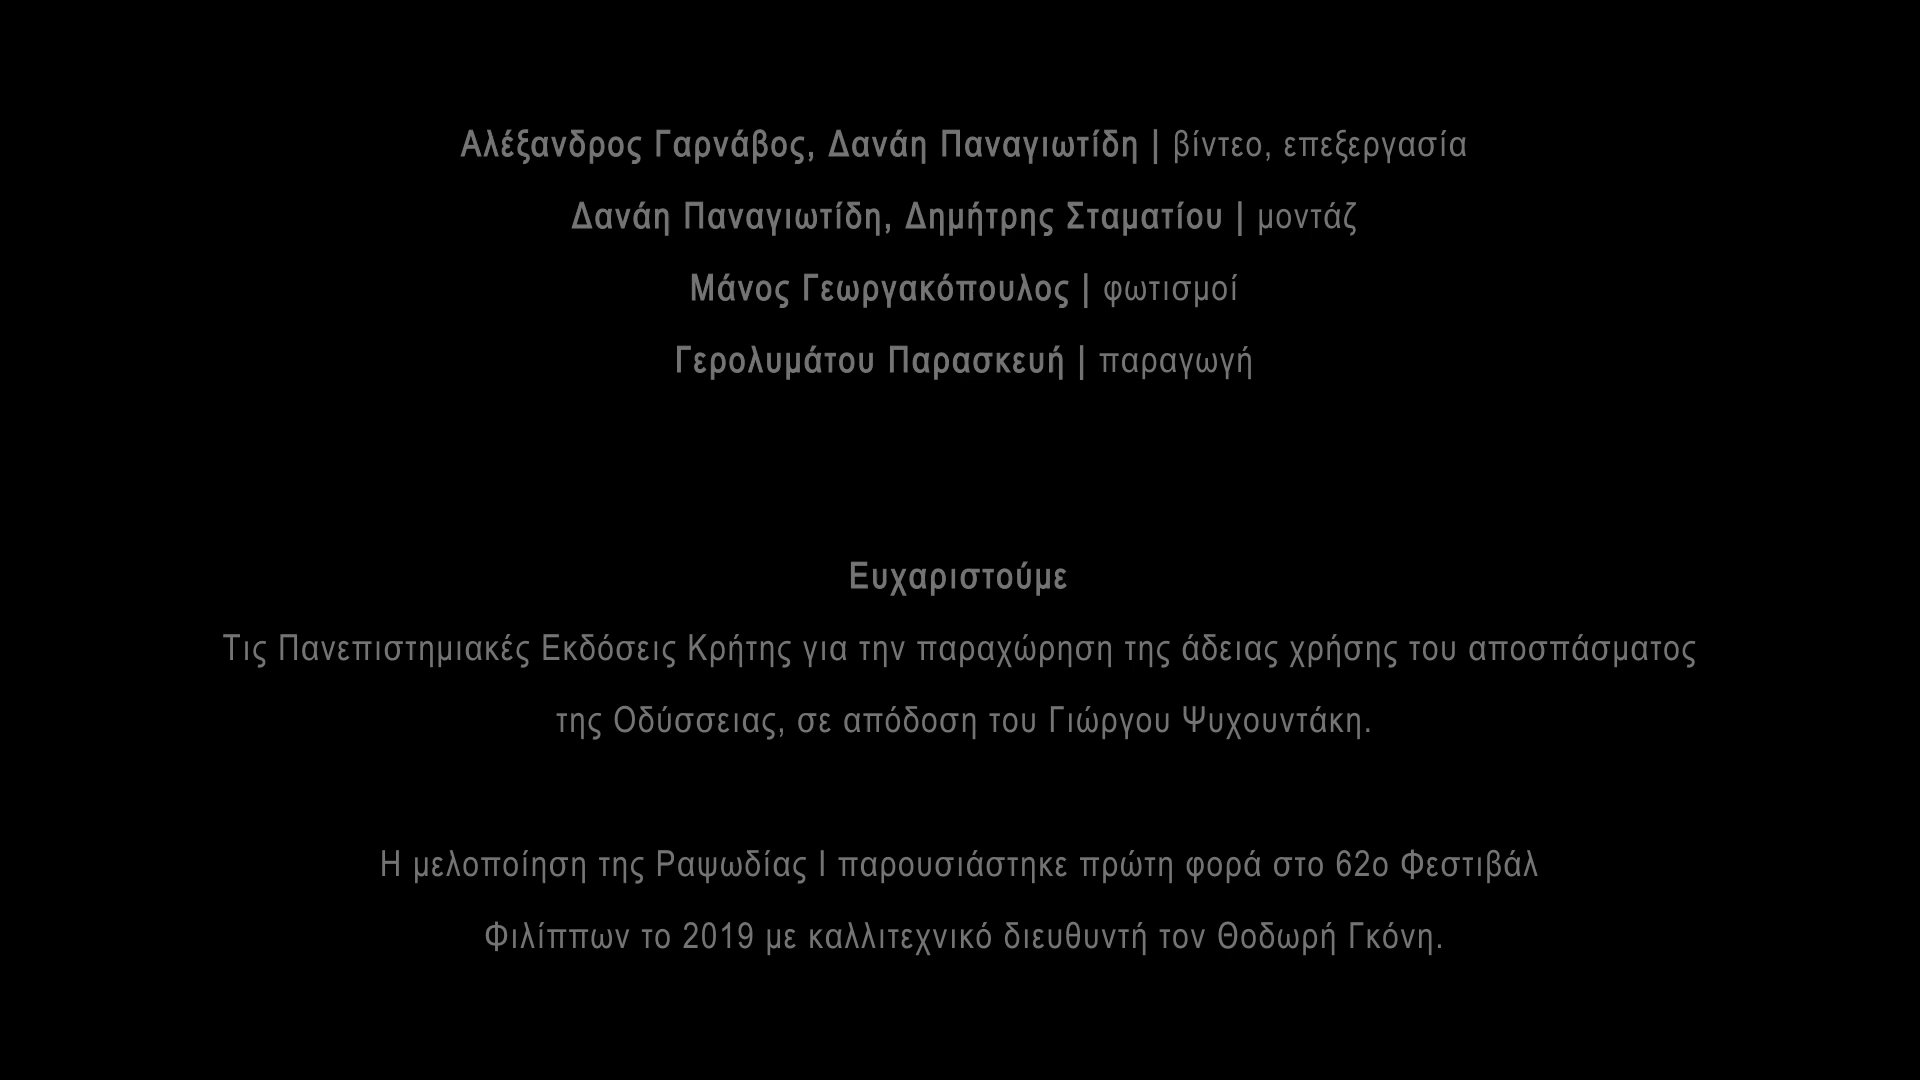 Αλέξανδρος Γαρνάβος, Δανάη Παναγιωτίδη | βίντεο, επεξεργασία
Δανάη Παναγιωτίδη, Δημήτρης Σταματίου | μοντάζ
Μάνος Γεωργακόπουλος | φωτισμοί
Γερολυμάτου Παρασκευή | παραγωγή
Ευχαριστούμε
Τις Πανεπιστημιακές Εκδόσεις Κρήτης για την παραχώρηση της άδειας χρήσης του αποσπάσματος
της Οδύσσειας, σε απόδοση του Γιώργου Ψυχουντάκη.
Η μελοποίηση της Ραψωδίας Ι παρουσιάστηκε πρώτη φορά στο 62ο Φεστιβάλ
Φιλίππων το 2019 με καλλιτεχνικό διευθυντή τον Θοδωρή Γκόνη.